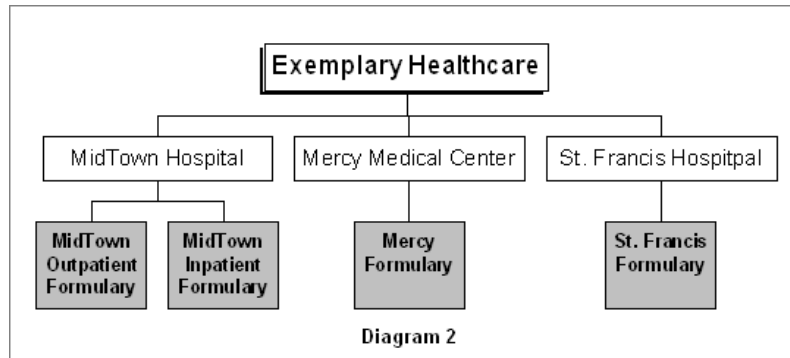 Exemplary Healthcare
MidTown Hospital
Mercy Medical Center
St. Francis Hospitpal
MidTown
Outpatient
Formulary
MidTown
Inpatient
Formulary
Mercy
Formulary
St. Francis
Formulary
Diagram 2